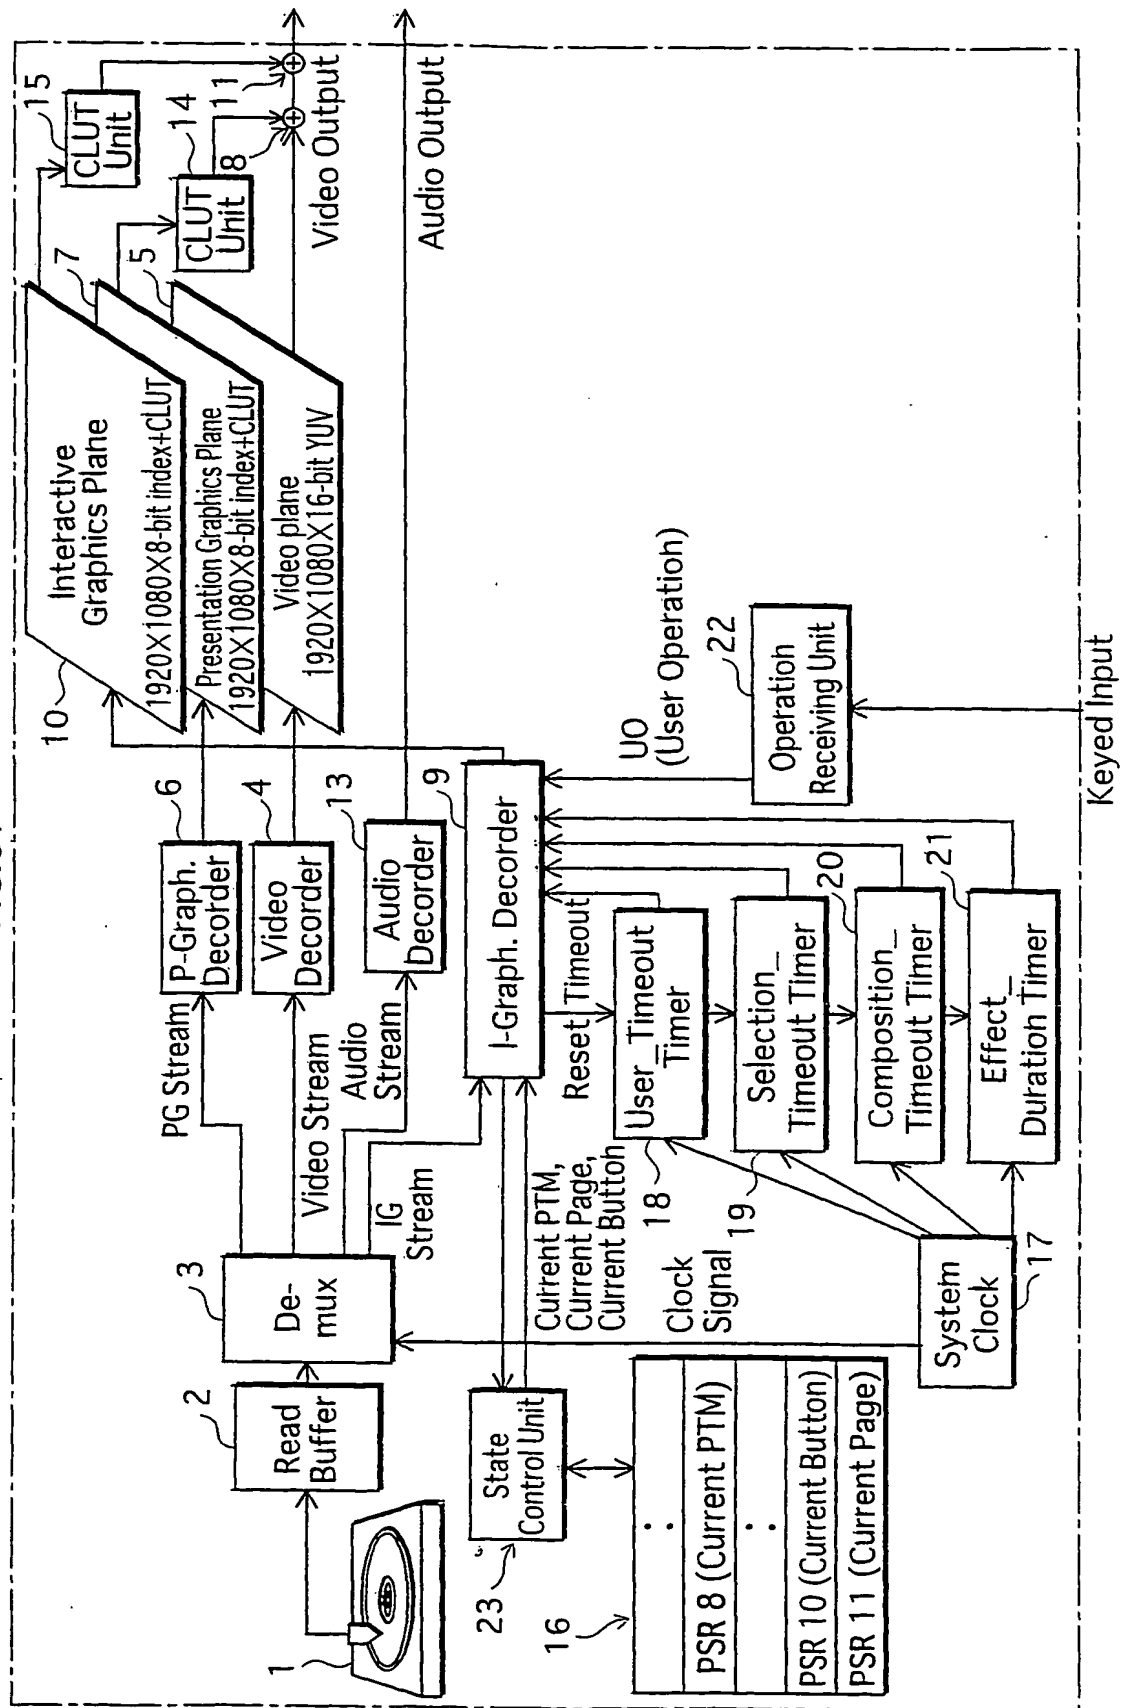 15
CLUT
Unit
14
CLUT
Unit
11
8
Video Output
Audio Output
7
5
Interactive
Graphics Plane
1920×1080×8-bit index+CLUT
Presentation Graphics Plane
1920×1080×8-bit index+CLUT
Video plane
1920×1080×16-bit YUV
10
6
P-Graph.
Decorder
4
Video
Decorder
13
Audio
Decorder
9
I-Graph. Decorder
PG Stream
Video Stream
Audio
Stream
IG
Stream
3
De-
mux
2
Read
Buffer
1
Current PTM,
Current Page,
Current Button
State
Control Unit
23
16
PSR 8 (Current PTM)
PSR 10 (Current Button)
PSR 11 (Current Page)
Clock
Signal
System
Clock
17
Reset Timeout
User_Timeout
Timer
18
Selection_
Timeout Timer
19
Composition_
Timeout Timer
20
Effect_
Duration Timer
21
UO
(User Operation)
22
Operation
Receiving Unit
Keyed Input